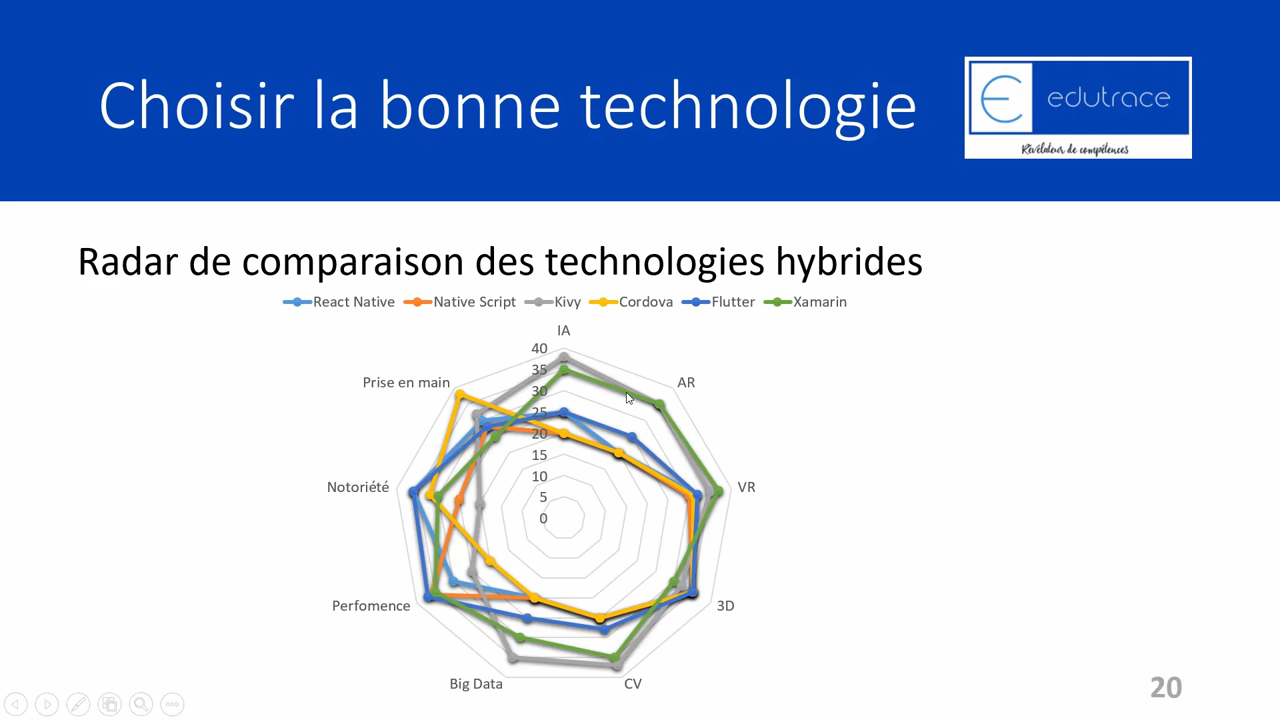 Choisir la bonne technologie
edutrace
Révélateur de compétences
Radar de comparaison des technologies hybrides
React Native Native Script Kivy Cordova Flutter Xamarin
IA
AR
VR
3D
CV
Big Data
Perfomence
Notoriété
Prise en main
40
35
30
25
20
15
10
5
0
20